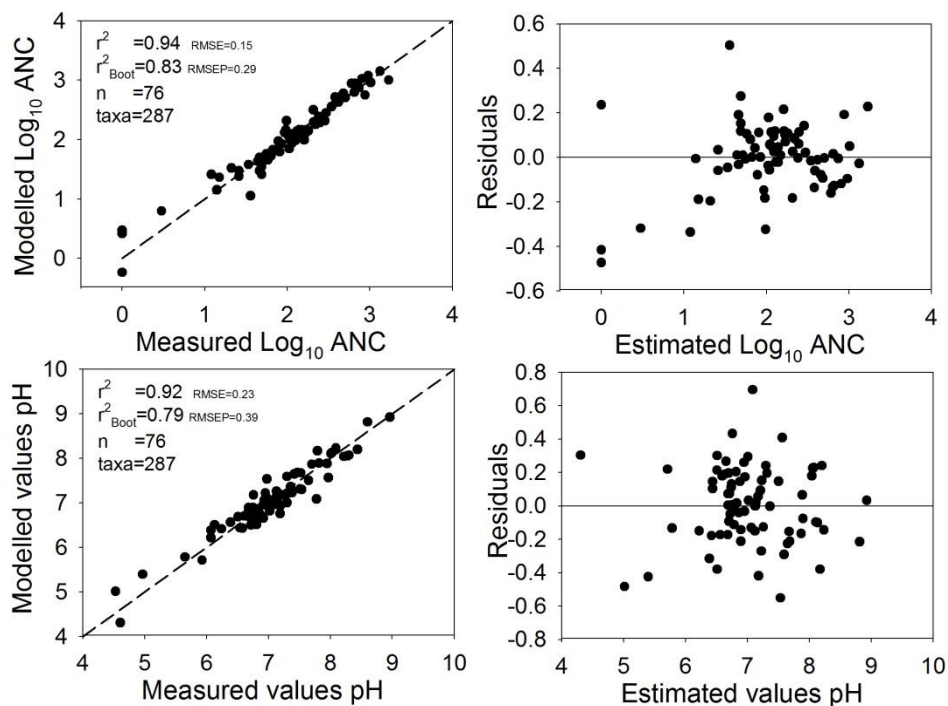 4
3
2
1
0
Modelled Log₁₀ ANC
r² =0.94 RMSE=0.15
r²Boot=0.83 RMSEP=0.29
n =76
taxa=287
0 1 2 3 4
Measured Log₁₀ ANC
0.6
0.4
0.2
0.0
-0.2
-0.4
-0.6
Residuals
0 1 2 3 4
Estimated Log₁₀ ANC
10
9
8
7
6
5
4
Modelled values pH
r² =0.92 RMSE=0.23
r²Boot=0.79 RMSEP=0.39
n =76
taxa=287
4 5 6 7 8 9 10
Measured values pH
0.8
0.6
0.4
0.2
0.0
-0.2
-0.4
-0.6
-0.8
Residuals
4 5 6 7 8 9 10
Estimated values pH